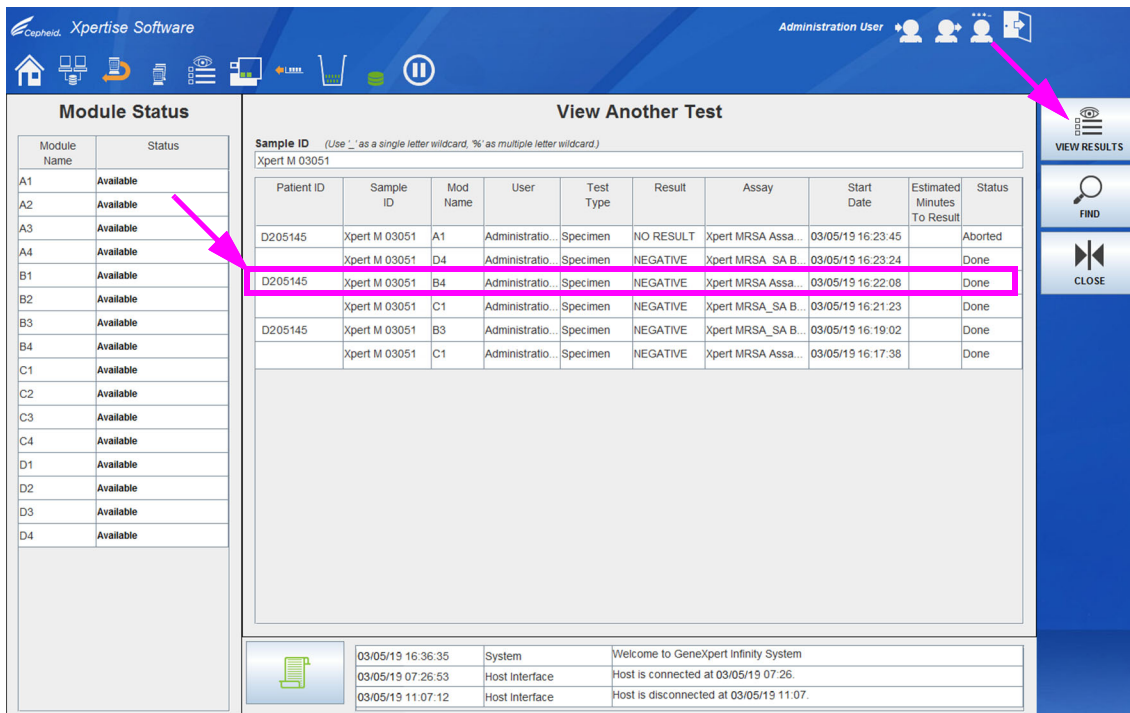 Cepheid. Xpertise Software
Administration User
Module Status
Module Name Status
A1 Available
A2 Available
A3 Available
A4 Available
B1 Available
B2 Available
B3 Available
B4 Available
C1 Available
C2 Available
C3 Available
C4 Available
D1 Available
D2 Available
D3 Available
D4 Available
View Another Test
Sample ID (Use '_' as a single letter wildcard, '%' as multiple letter wildcard.)
Xpert M 03051
Patient ID Sample ID Mod Name User Test Type Result Assay Start Date Estimated Minutes To Result Status
D205145 Xpert M 03051 A1 Administratio... Specimen NO RESULT Xpert MRSA Assa... 03/05/19 16:23:45 Aborted
Xpert M 03051 D4 Administratio... Specimen NEGATIVE Xpert MRSA_SA B... 03/05/19 16:23:24 Done
D205145 Xpert M 03051 B4 Administratio... Specimen NEGATIVE Xpert MRSA Assa... 03/05/19 16:22:08 Done
Xpert M 03051 C1 Administratio... Specimen NEGATIVE Xpert MRSA_SA B... 03/05/19 16:21:23 Done
D205145 Xpert M 03051 B3 Administratio... Specimen NEGATIVE Xpert MRSA_SA B... 03/05/19 16:19:02 Done
Xpert M 03051 C1 Administratio... Specimen NEGATIVE Xpert MRSA Assa... 03/05/19 16:17:38 Done
03/05/19 16:36:35 System Welcome to GeneXpert Infinity System
03/05/19 07:26:53 Host Interface Host is connected at 03/05/19 07:26.
03/05/19 11:07:12 Host Interface Host is disconnected at 03/05/19 11:07.
VIEW RESULTS
FIND
CLOSE